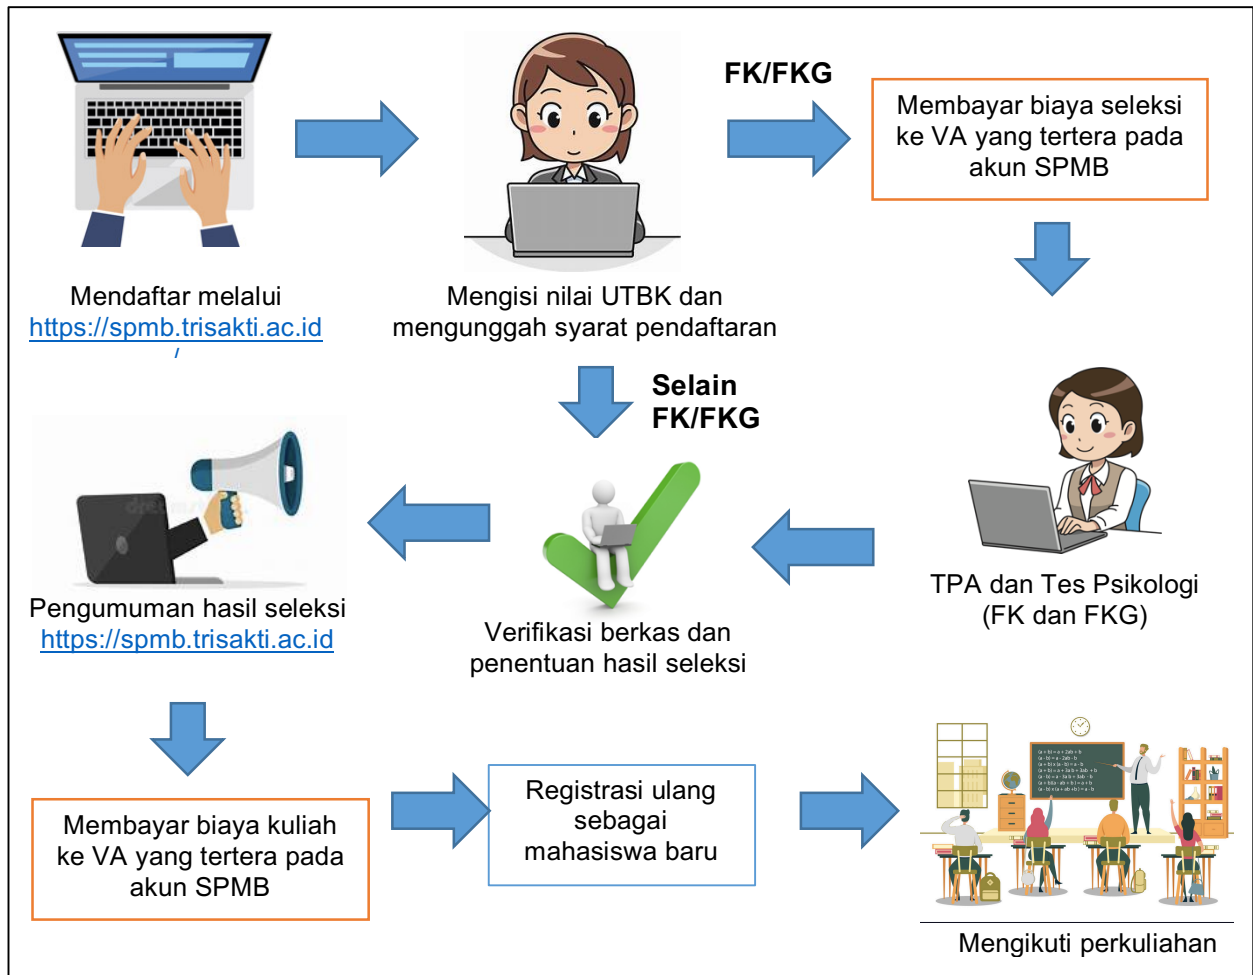 FK/FKG
Membayar biaya seleksi
ke VA yang tertera pada
akun SPMB
Mendaftar melalui
https://spmb.trisakti.ac.id
/
Mengisi nilai UTBK dan
mengunggah syarat pendaftaran
Selain
FK/FKG
TPA dan Tes Psikologi
(FK dan FKG)
Verifikasi berkas dan
penentuan hasil seleksi
Pengumuman hasil seleksi
https://spmb.trisakti.ac.id
Membayar biaya kuliah
ke VA yang tertera pada
akun SPMB
Registrasi ulang
sebagai
mahasiswa baru
Mengikuti perkuliahan